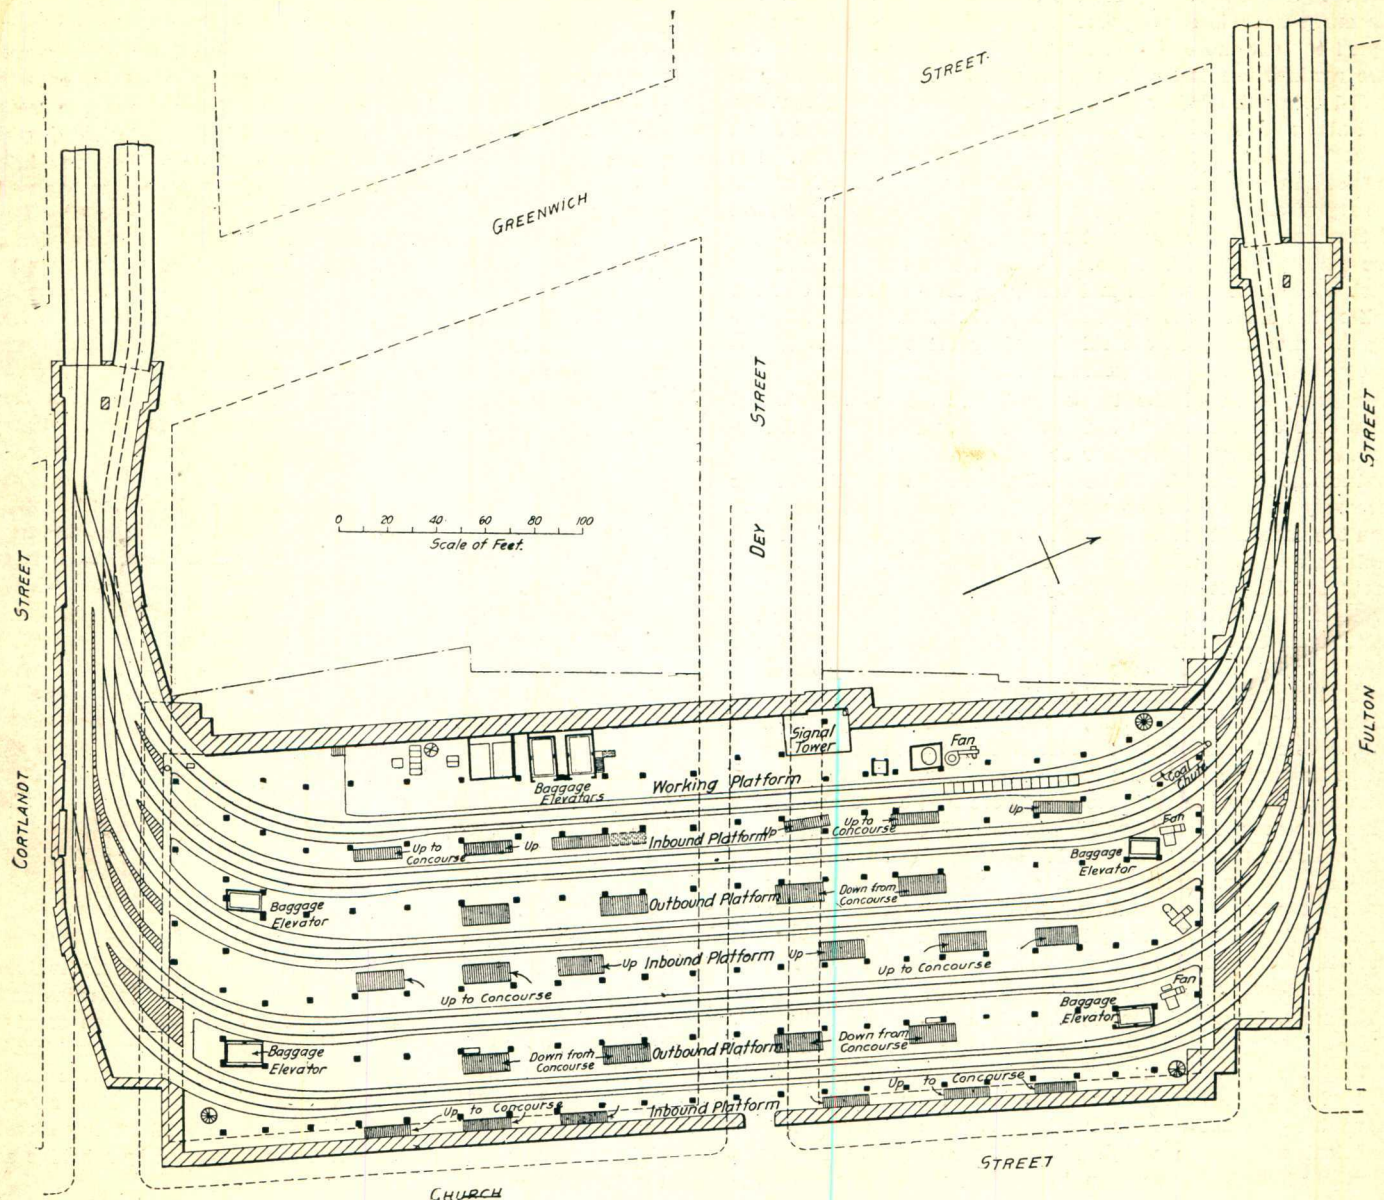 STREET
GREENWICH
STREET
DEY
STREET
STREET
FULTON
CORTLANDT
STREET
0 20 40 60 80 100
Scale of Feet.
Signal
Tower
Fan
Baggage
Elevators
Working Platform
Coal
Chute
Up to
Concourse
Up
Inbound Platform
Up
Up to
Concourse
Up
Fan
Baggage
Elevator
Baggage
Elevator
Outbound Platform
Down from
Concourse
Up to Concourse
Up
Inbound Platform
Up
Up to Concourse
Fan
Baggage
Elevator
Baggage
Elevator
Down from
Concourse
Outbound Platform
Down from
Concourse
Up to Concourse
Inbound Platform
Up to Concourse
CHURCH
STREET